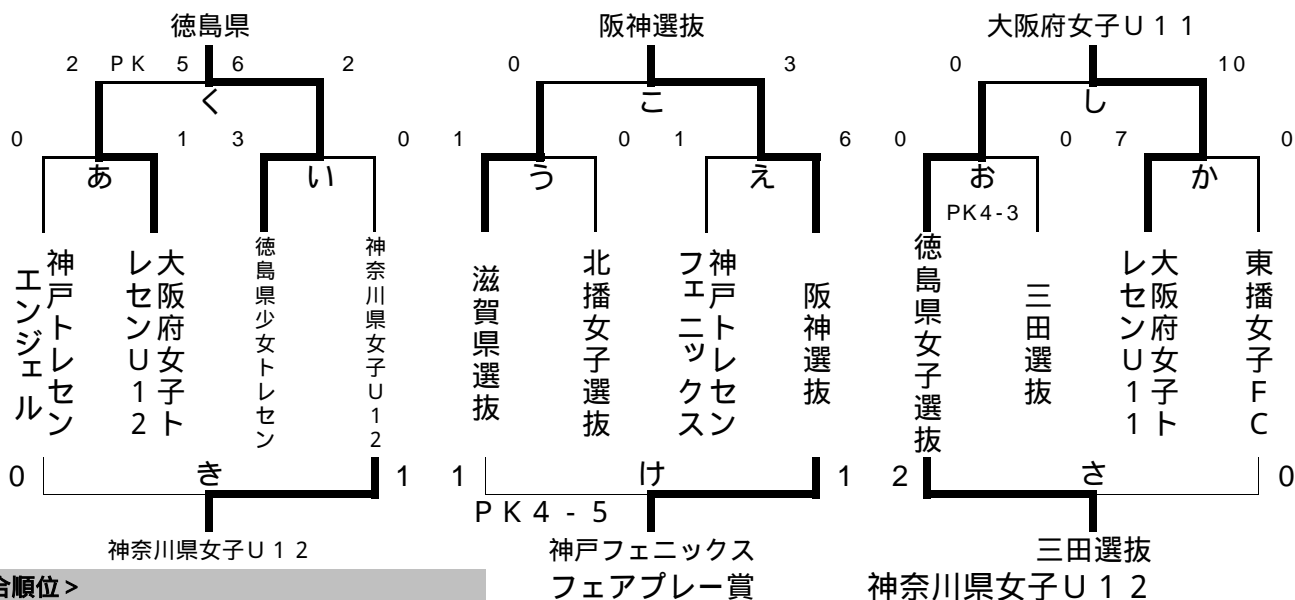 徳島県 阪神選抜 大阪府女子U11
2 PK 5 6 2 0 3 0 10
く こ し
0 1 3 0 1 0 1 6 0 0 7 0
あ い う え お か
PK4-3
神戸トレセン
エンジェル
大阪府女子ト
レセンU12
徳島県少女トレセン
神奈川県女子U12
滋賀県選抜
北播女子選抜
神戸トレセン
フェニックス
阪神選抜
徳島県女子選抜
三田選抜
大阪府女子ト
レセンU11
東播女子FC
0 き 1 1 け 1 2 さ 0
PK4-5
神奈川県女子U12 神戸フェニックス 三田選抜
合順位>
フェアプレー賞 神奈川県女子U12